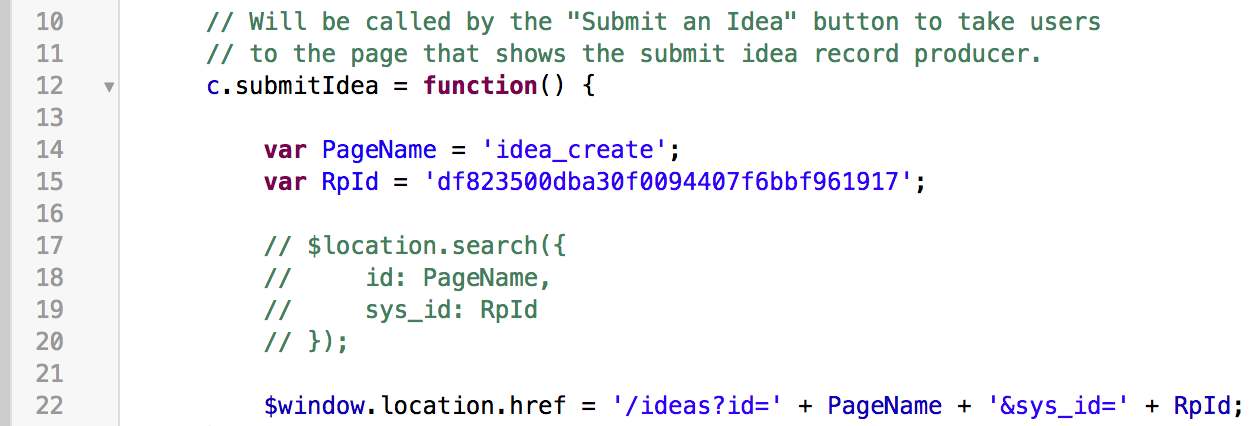 10 // Will be called by the "Submit an Idea" button to take users
11 // to the page that shows the submit idea record producer.
12 c.submitIdea = function() {
13
14 var PageName = 'idea_create';
15 var RpId = 'df823500dba30f0094407f6bbf961917';
16
17 // $location.search({
18 //     id: PageName,
19 //     sys_id: RpId
20 // });
21
22 $window.location.href = '/ideas?id=' + PageName + '&sys_id=' + RpId;